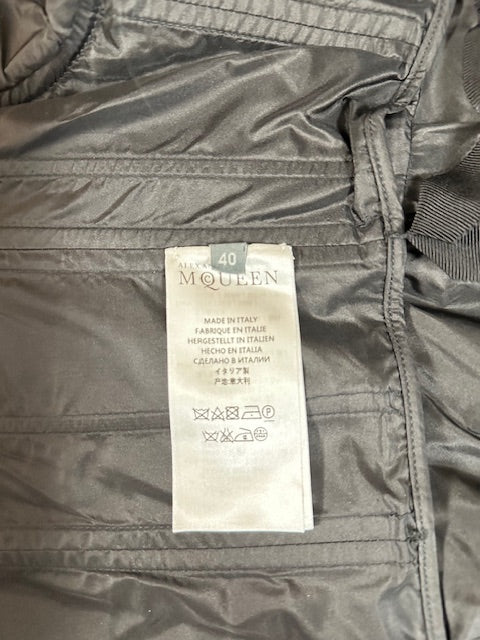 40
McQUEEN
MADE IN ITALY
FABRIQUE EN ITALIE
HERGESTELLT IN ITALIEN
HECHO EN ITALIA
СДЕЛАНО В ИТАЛИИ
イタリア製
产态意大利
P